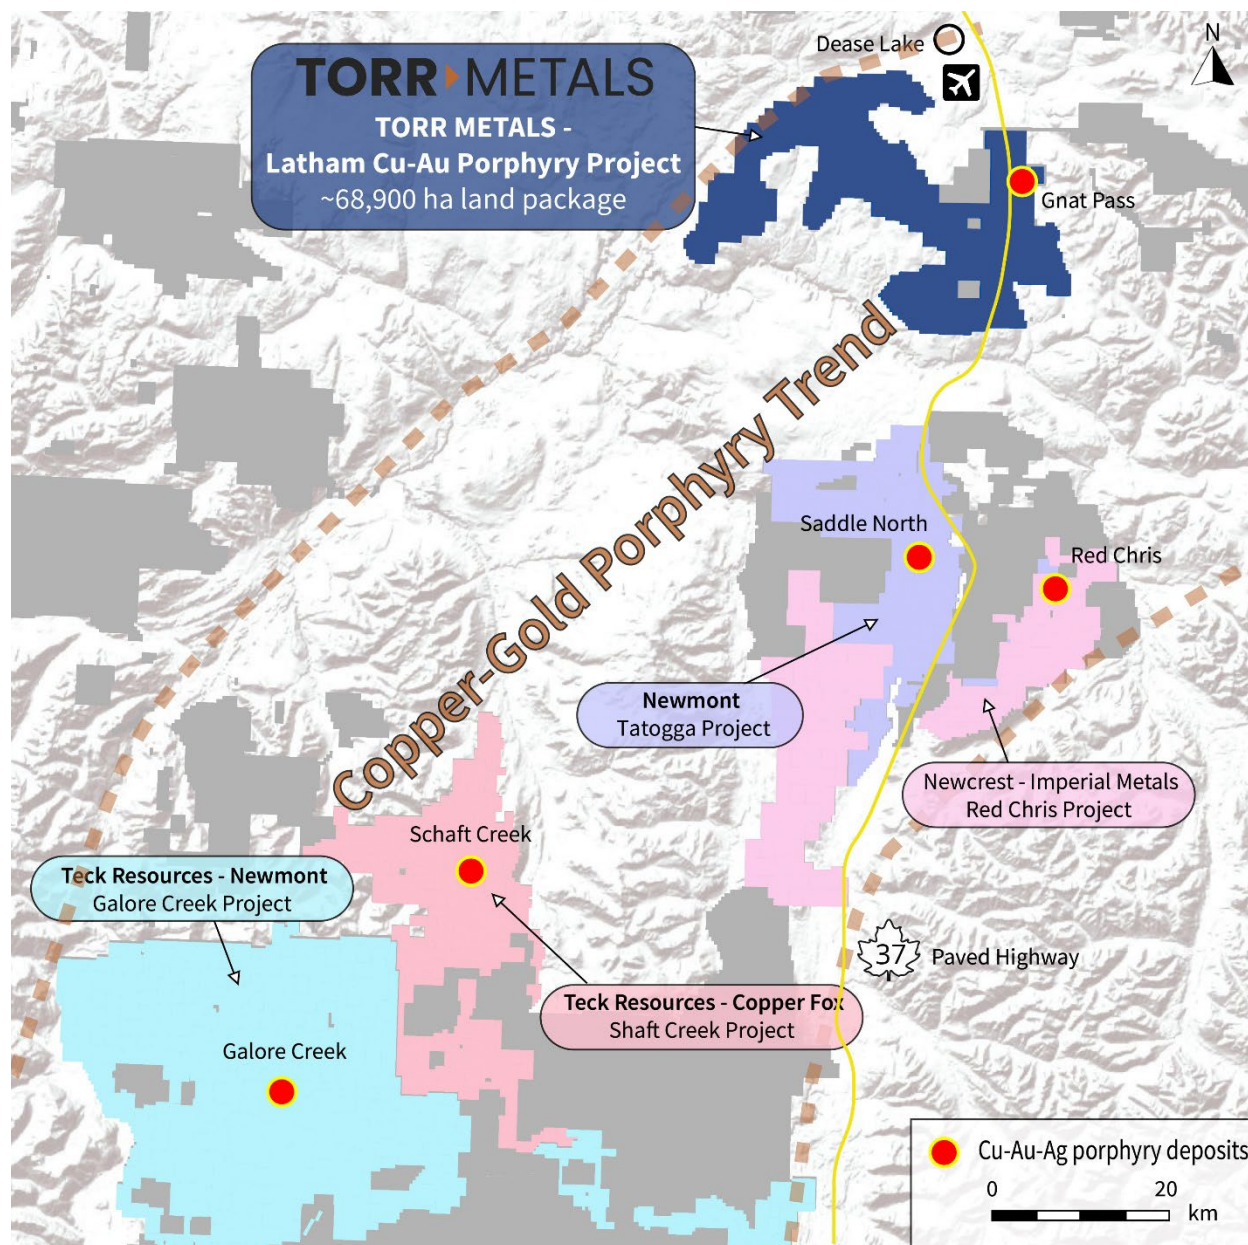 Dease Lake
N
TORR METALS
TORR METALS -
Latham Cu-Au Porphyry Project
~68,900 ha land package
Gnat Pass
Copper-Gold Porphyry Trend
Saddle North
Red Chris
Newmont
Tatogga Project
Newcrest - Imperial Metals
Red Chris Project
Schaft Creek
Teck Resources - Newmont
Galore Creek Project
37
Paved Highway
Teck Resources - Copper Fox
Shaft Creek Project
Galore Creek
Cu-Au-Ag porphyry deposits
0 20
km